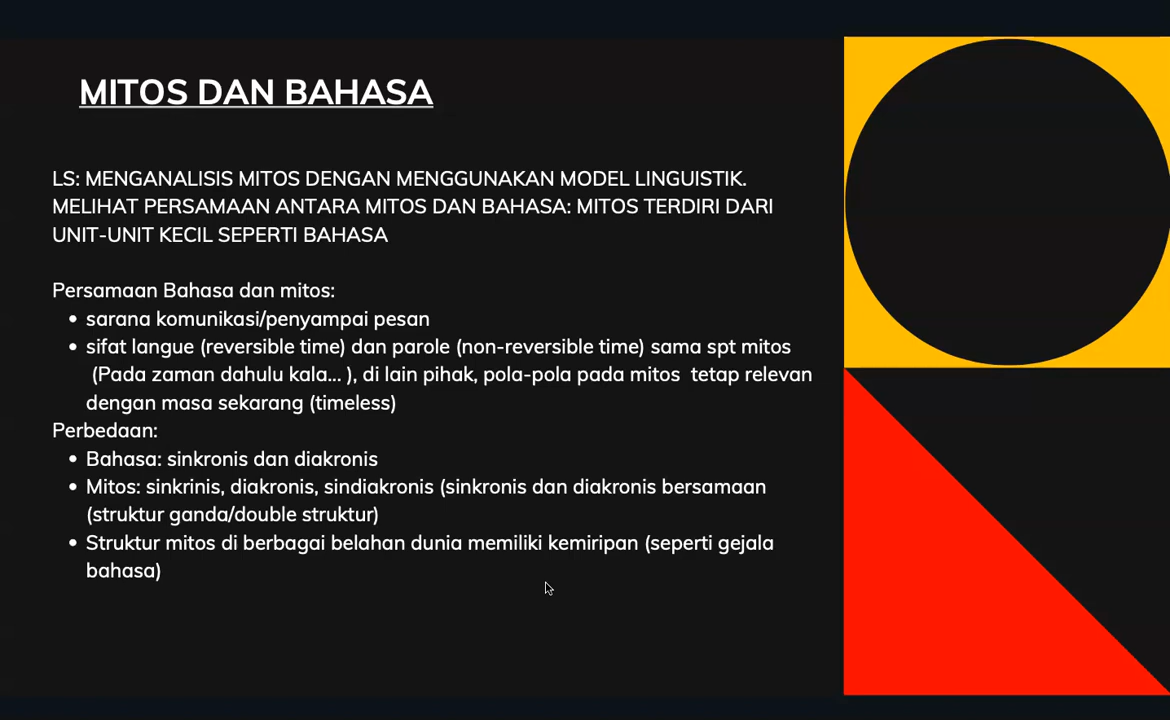 MITOS DAN BAHASA
LS: MENGANALISIS MITOS DENGAN MENGGUNAKAN MODEL LINGUISTIK.
MELIHAT PERSAMAAN ANTARA MITOS DAN BAHASA: MITOS TERDIRI DARI
UNIT-UNIT KECIL SEPERTI BAHASA
Persamaan Bahasa dan mitos:
• sarana komunikasi/penyampai pesan
• sifat langue (reversible time) dan parole (non-reversible time) sama spt mitos
(Pada zaman dahulu kala... ), di lain pihak, pola-pola pada mitos tetap relevan
dengan masa sekarang (timeless)
Perbedaan:
• Bahasa: sinkronis dan diakronis
• Mitos: sinkrinis, diakronis, sindiakronis (sinkronis dan diakronis bersamaan
(struktur ganda/double struktur)
• Struktur mitos di berbagai belahan dunia memiliki kemiripan (seperti gejala
bahasa)